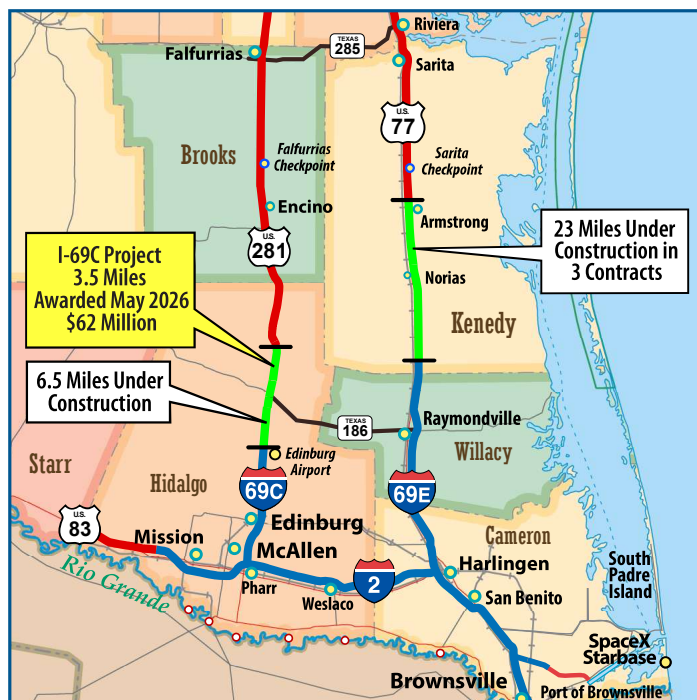 Riviera
TEXAS
285
Falfurrias
Sarita
U.S.
77
Brooks
Falfurrias
Checkpoint
Sarita
Checkpoint
Encino
Armstrong
23 Miles Under
Construction in
3 Contracts
U.S.
281
I-69C Project
3.5 Miles
Awarded May 2026
$62 Million
Norias
Kenedy
6.5 Miles Under
Construction
TEXAS
186
Raymondville
Willacy
Edinburg
Airport
Starr
Hidalgo
69C
69E
U.S.
83
Edinburg
Mission
McAllen
Cameron
Harlingen
South
Padre
Island
Rio Grande
Pharr
2
Weslaco
San Benito
SpaceX
Starbase
Brownsville
Port of Brownsville